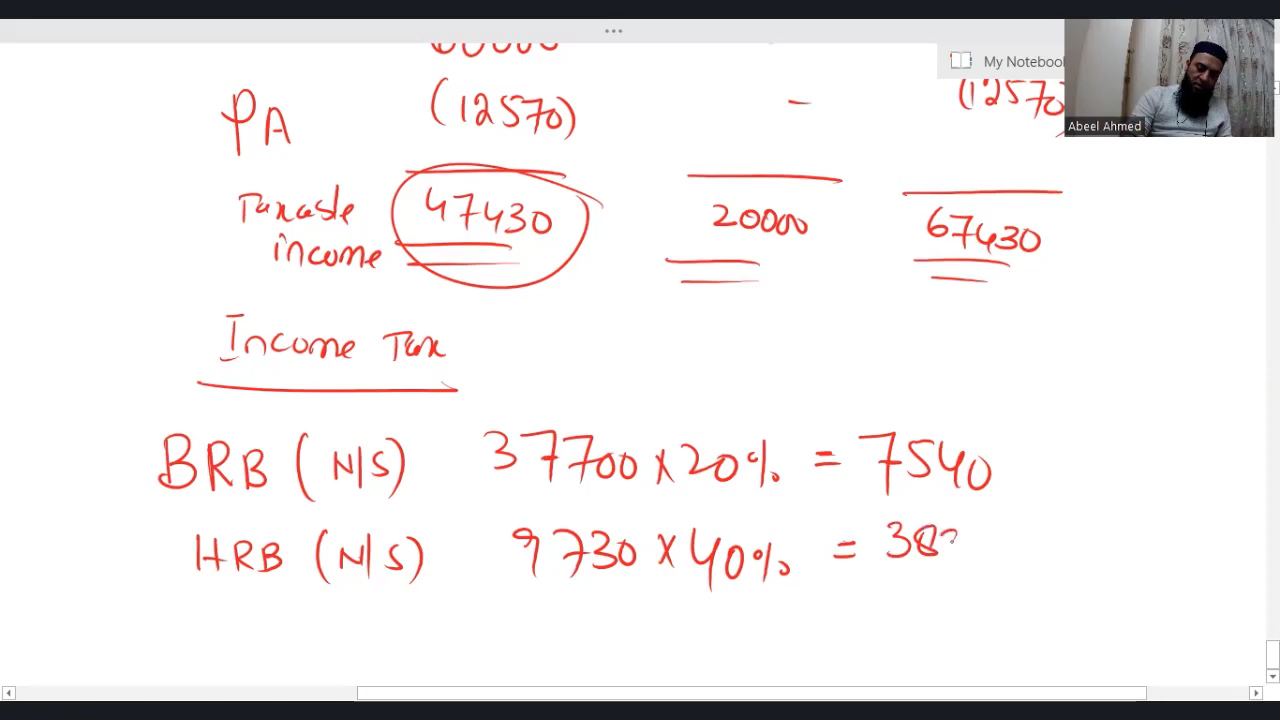 ...
My Notebook
Abeel Ahmed
PA (12570) - (12570)
Taxable 47430 20000 67430
income
Income Tax
BRB (N/S) 37700 x 20% = 7540
HRB (N/S) 9730 x 40% = 38